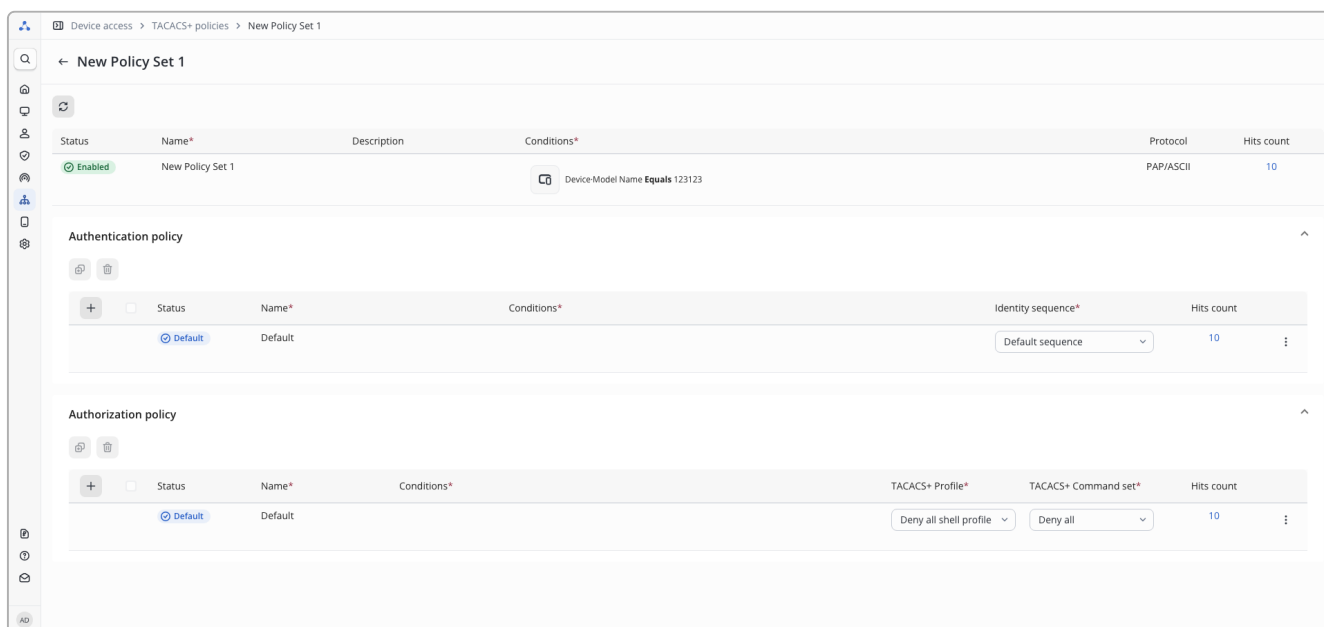 Device access > TACACS+ policies > New Policy Set 1
← New Policy Set 1
Status Name* Description Conditions* Protocol Hits count
Enabled New Policy Set 1 Device·Model Name Equals 123123 PAP/ASCII 10
Authentication policy
+ Status Name* Conditions* Identity sequence* Hits count
Default Default Default sequence 10
Authorization policy
+ Status Name* Conditions* TACACS+ Profile* TACACS+ Command set* Hits count
Default Default Deny all shell profile Deny all 10
AD